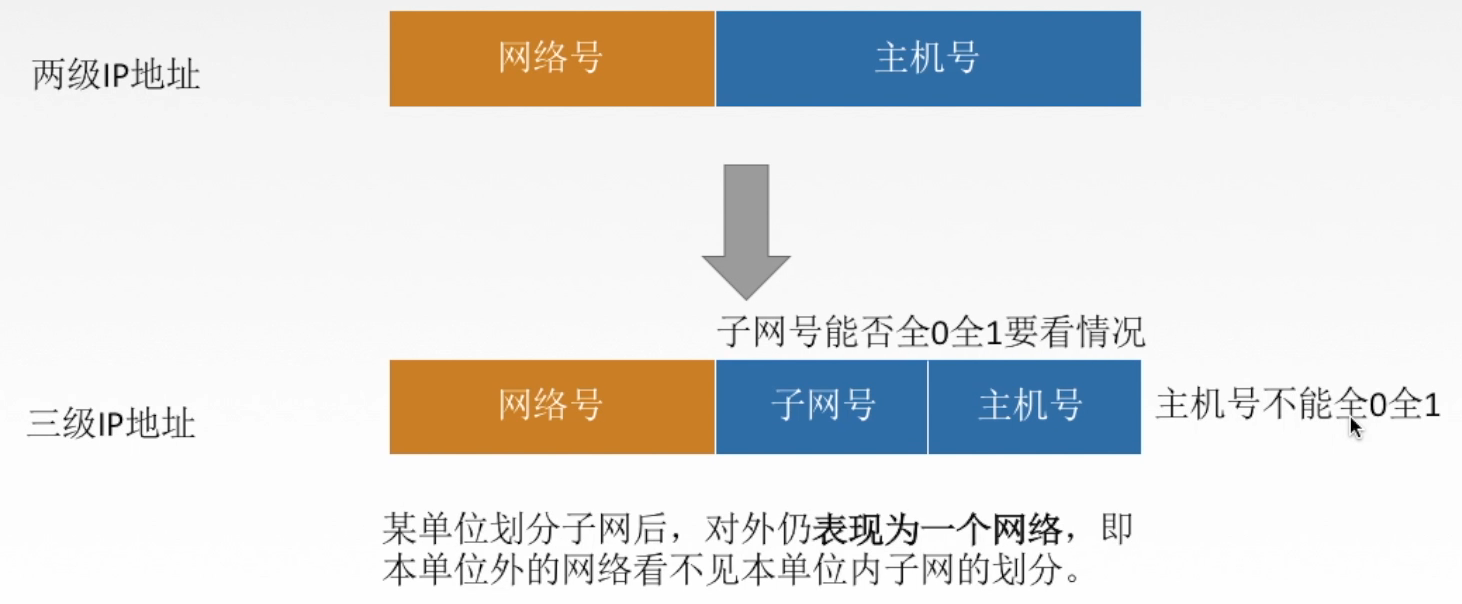 两级IP地址
网络号
主机号
子网号能否全0全1要看情况
三级IP地址
网络号
子网号
主机号
主机号不能全0全1
某单位划分子网后，对外仍表现为一个网络，即
本单位外的网络看不见本单位内子网的划分。